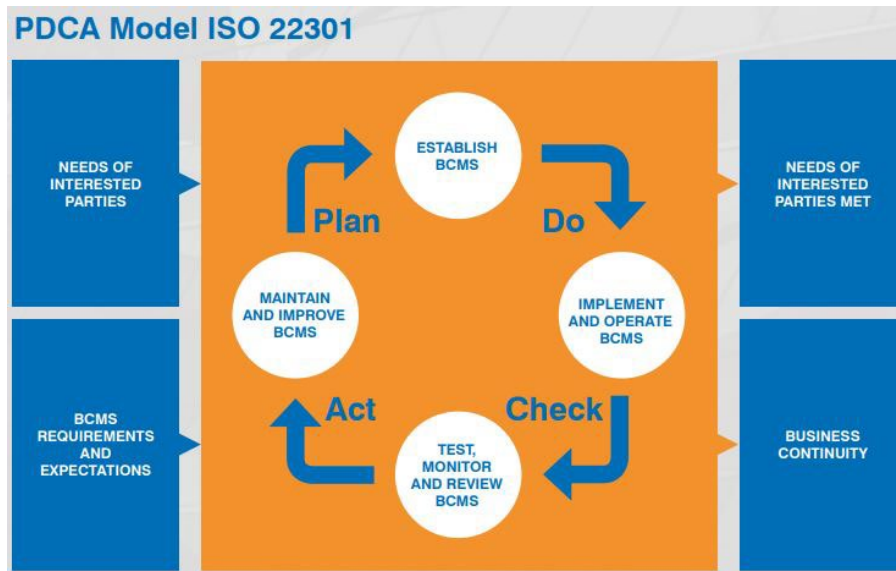 PDCA Model ISO 22301
NEEDS OF
INTERESTED
PARTIES
ESTABLISH
BCMS
NEEDS OF
INTERESTED
PARTIES MET
Plan
Do
MAINTAIN
AND IMPROVE
BCMS
IMPLEMENT
AND OPERATE
BCMS
BCMS
REQUIREMENTS
AND
EXPECTATIONS
Act
Check
TEST,
MONITOR
AND REVIEW
BCMS
BUSINESS
CONTINUITY